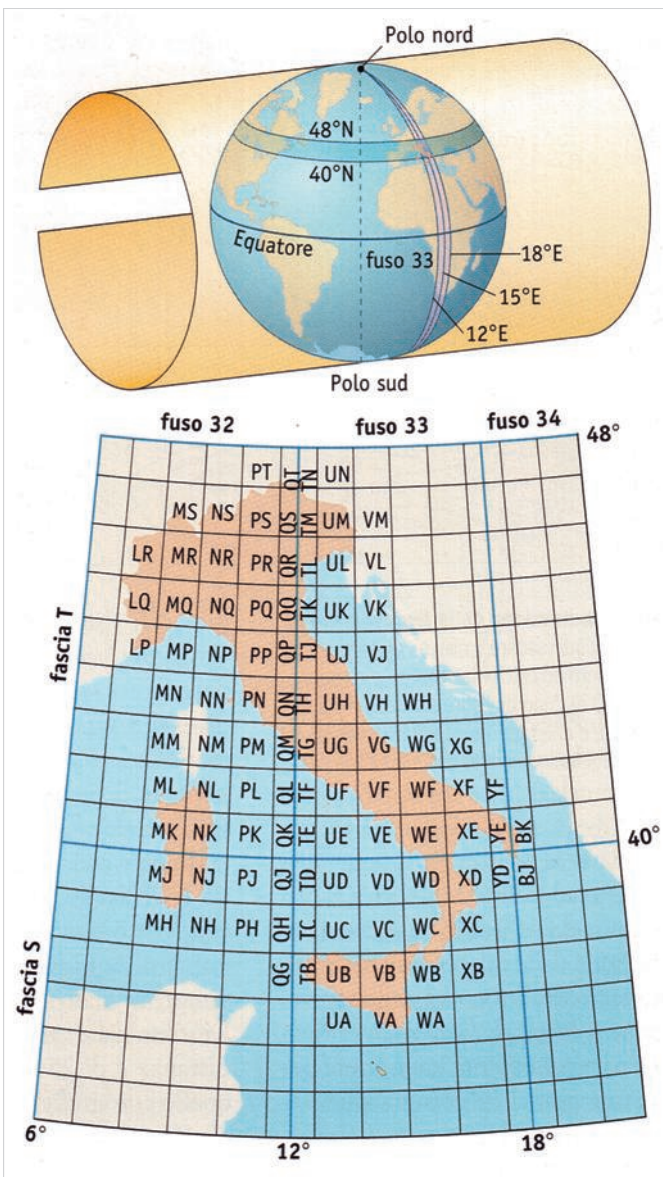 Polo nord
48°N
40°N
Equatore
fuso 33
18°E
15°E
12°E
Polo sud
fuso 32 fuso 33 fuso 34
48°
PT QT TN UN
MS NS PS QS TM UM VM
LR MR NR PR QR TL UL VL
LQ MQ NQ PQ QQ TK UK VK
fascia T
LP MP NP PP QP TJ UJ VJ
MN NN PN QN TH UH VH WH
MM NM PM QM TG UG VG WG XG
ML NL PL QL TF UF VF WF XF YF
MK NK PK QK TE UE VE WE XE YE BK
40°
MJ NJ PJ QJ TD UD VD WD XD YD BJ
MH NH PH QH TC UC VC WC XC
fascia S
QG TB UB VB WB XB
UA VA WA
6°
12°
18°